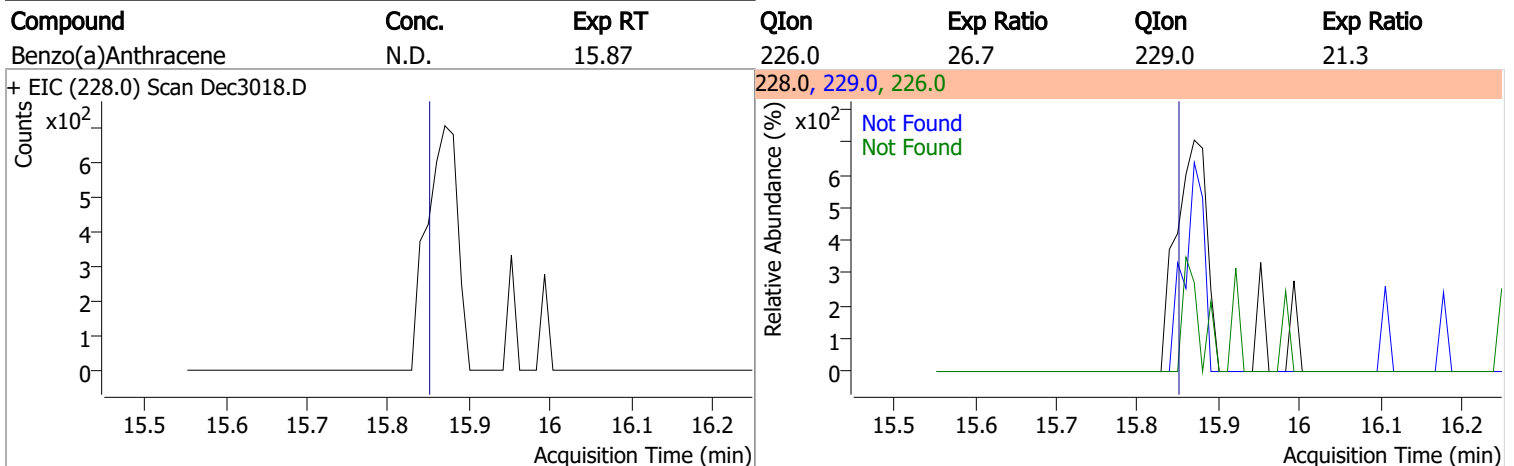 Compound Conc. Exp RT QIon Exp Ratio QIon Exp Ratio
Benzo(a)Anthracene N.D. 15.87 226.0 26.7 229.0 21.3
+ EIC (228.0) Scan Dec3018.D
Counts
x10²
6
5
4
3
2
1
0
15.5 15.6 15.7 15.8 15.9 16 16.1 16.2
Acquisition Time (min)
228.0, 229.0, 226.0
Relative Abundance (%)
x10²
Not Found
Not Found
6
5
4
3
2
1
0
15.5 15.6 15.7 15.8 15.9 16 16.1 16.2
Acquisition Time (min)